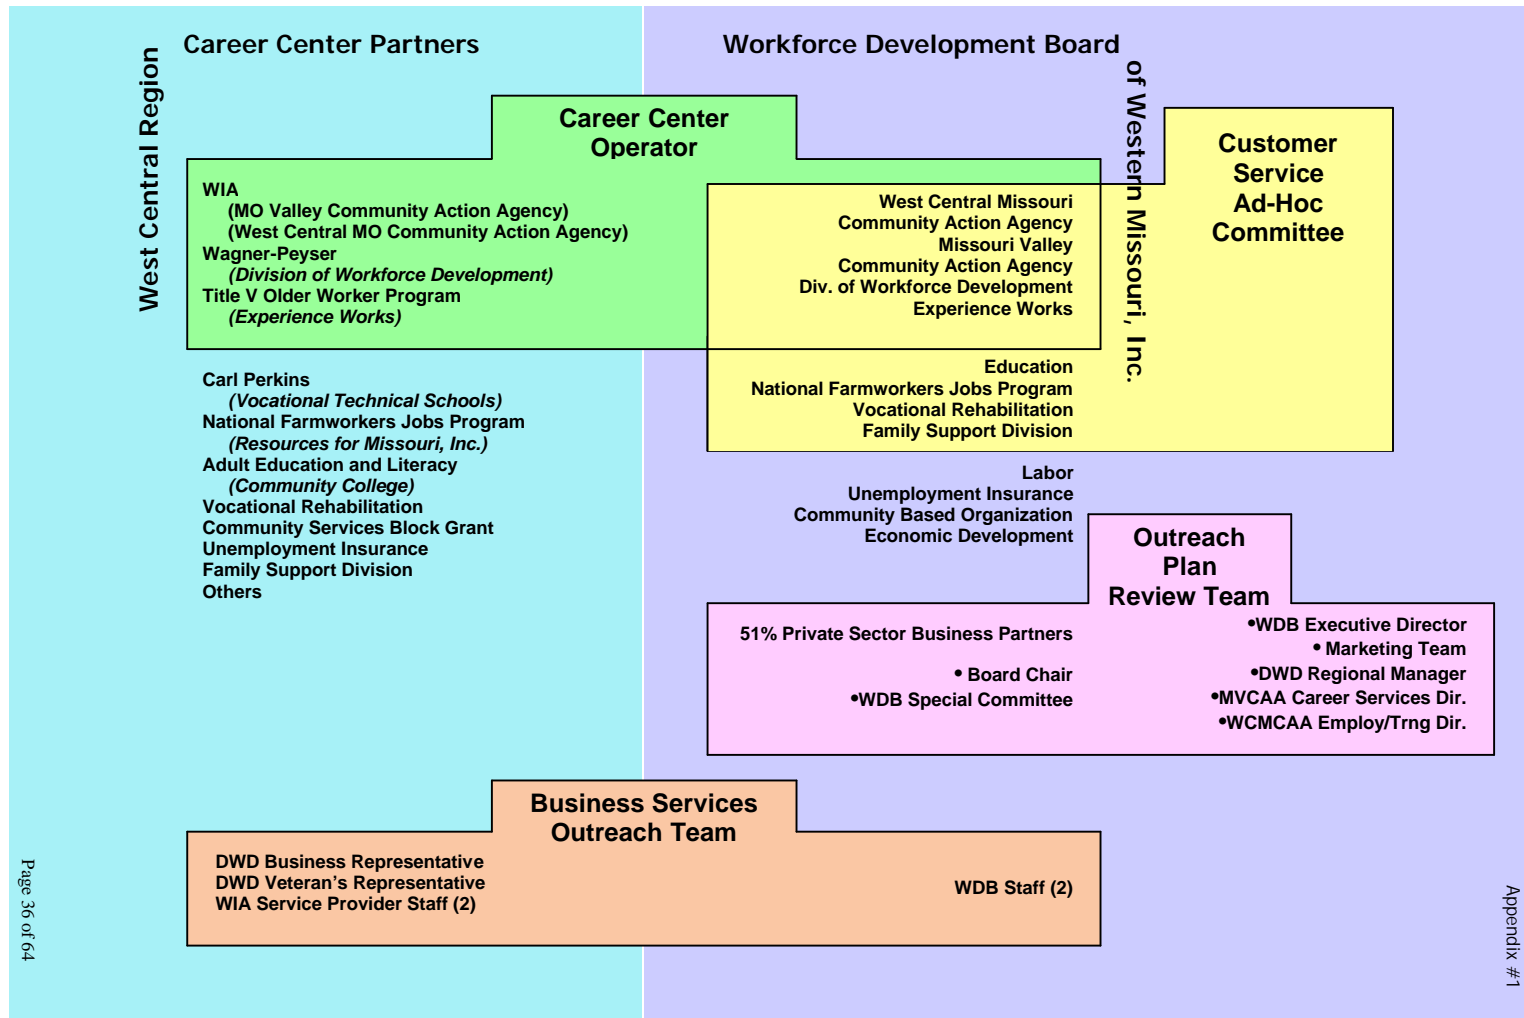 Career Center Partners
West Central Region
Workforce Development Board
of Western Missouri, Inc.
Career Center
Operator
WIA
(MO Valley Community Action Agency)
(West Central MO Community Action Agency)
Wagner-Peyser
(Division of Workforce Development)
Title V Older Worker Program
(Experience Works)
West Central Missouri
Community Action Agency
Missouri Valley
Community Action Agency
Div. of Workforce Development
Experience Works
Customer
Service
Ad-Hoc
Committee
Carl Perkins
(Vocational Technical Schools)
National Farmworkers Jobs Program
(Resources for Missouri, Inc.)
Adult Education and Literacy
(Community College)
Vocational Rehabilitation
Community Services Block Grant
Unemployment Insurance
Family Support Division
Others
Education
National Farmworkers Jobs Program
Vocational Rehabilitation
Family Support Division
Labor
Unemployment Insurance
Community Based Organization
Economic Development
Outreach
Plan
Review Team
51% Private Sector Business Partners
• Board Chair
•WDB Special Committee
•WDB Executive Director
• Marketing Team
•DWD Regional Manager
•MVCAA Career Services Dir.
•WCMCAA Employ/Trng Dir.
Business Services
Outreach Team
DWD Business Representative
DWD Veteran’s Representative
WIA Service Provider Staff (2)
WDB Staff (2)
Page 36 of 64
Appendix #1